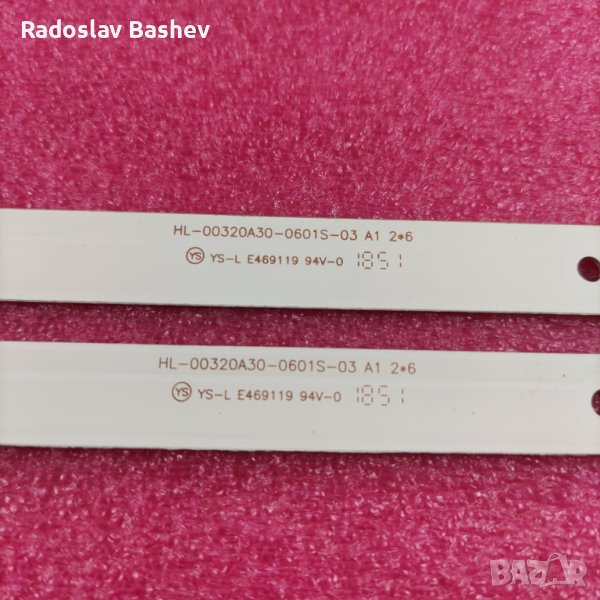 Radoslav Bashev
HL-00320A30-0601S-03 A1 2*6
YS YS-L E469119 94V-0 1851
HL-00320A30-0601S-03 A1 2*6
YS YS-L E469119 94V-0 1851
BAZAR